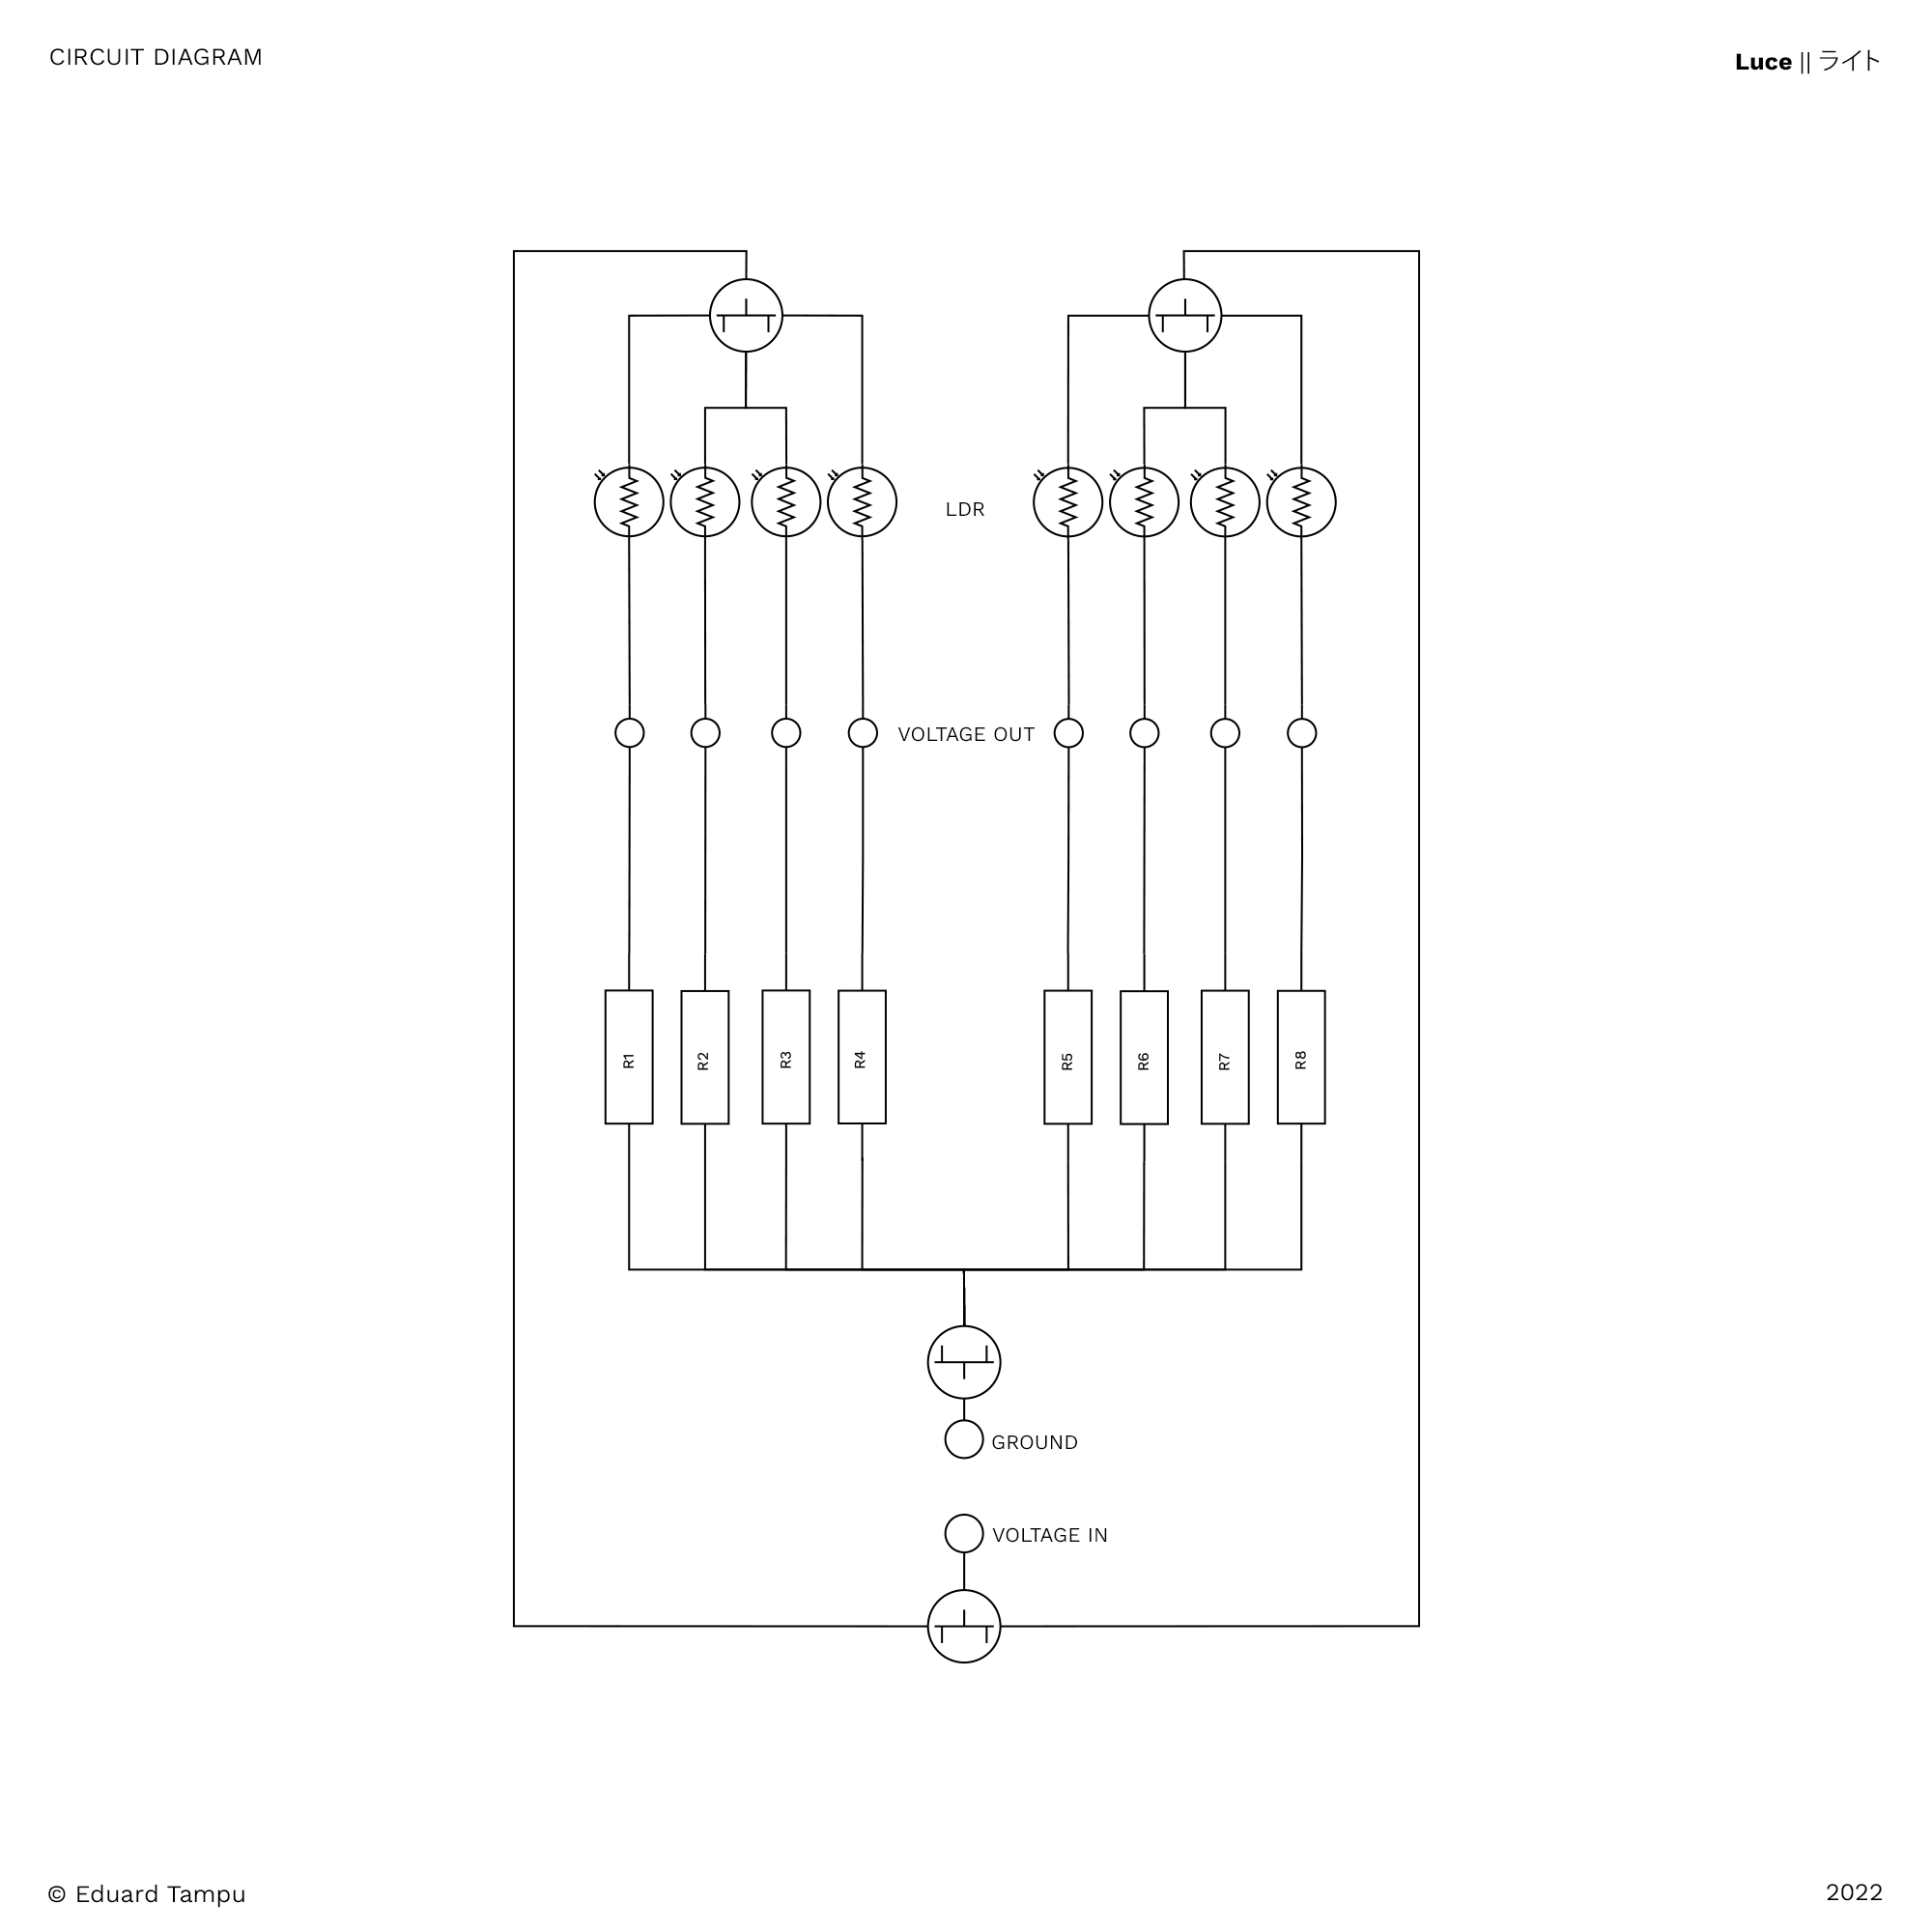 CIRCUIT DIAGRAM
Luce || ライト
LDR
VOLTAGE OUT
R1
R2
R3
R4
R5
R6
R7
R8
GROUND
VOLTAGE IN
© Eduard Tampu
2022